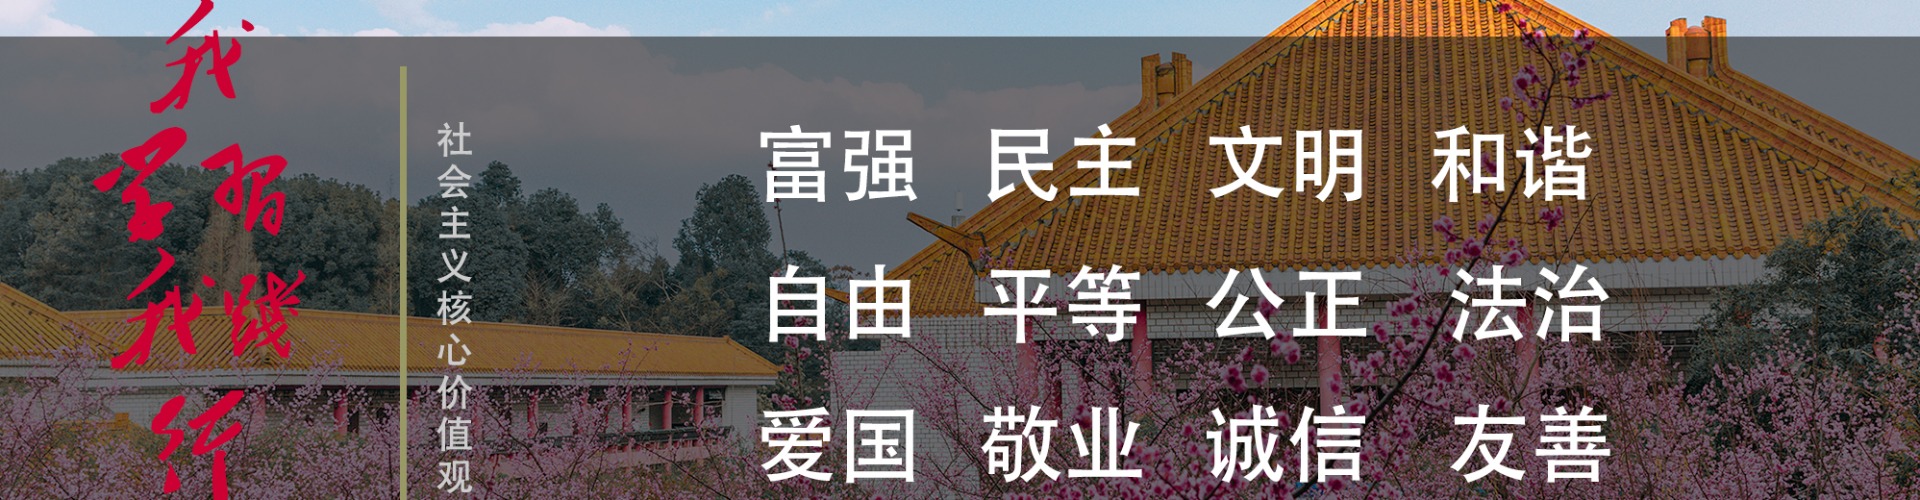 我
学习
我践
行
社会主义核心价值观
富强 民主 文明 和谐
自由 平等 公正 法治
爱国 敬业 诚信 友善